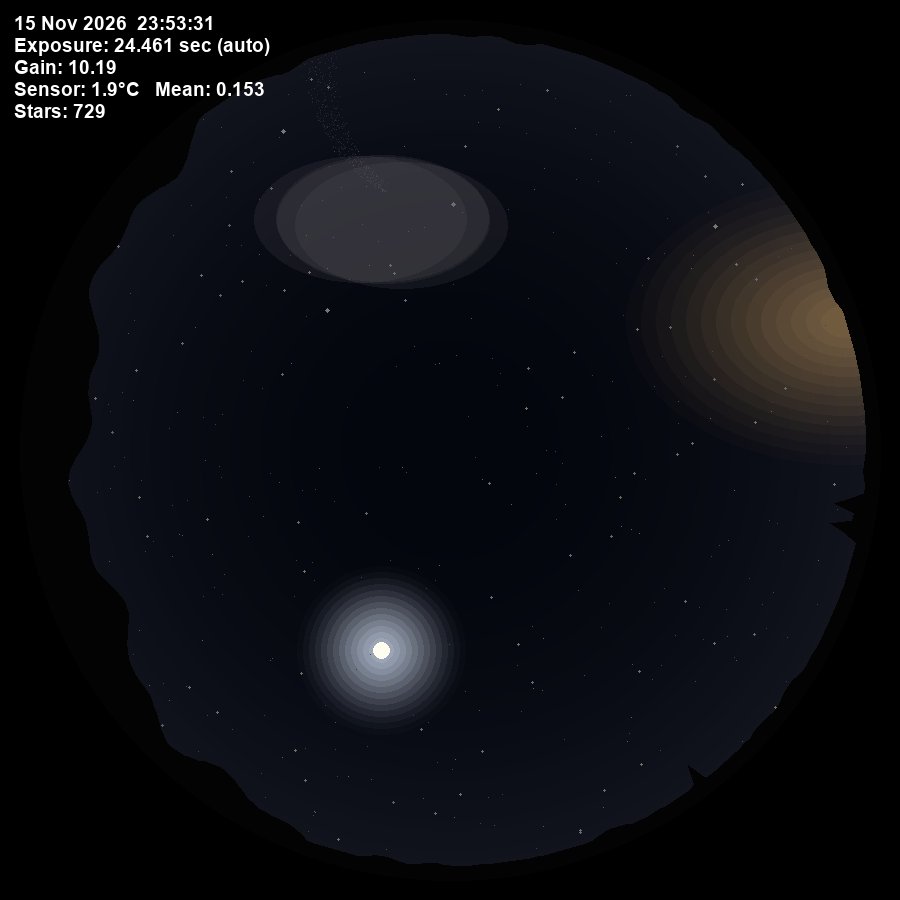 15 Nov 2026  23:53:31
Exposure: 24.461 sec (auto)
Gain: 10.19
Sensor: 1.9°C   Mean: 0.153
Stars: 729